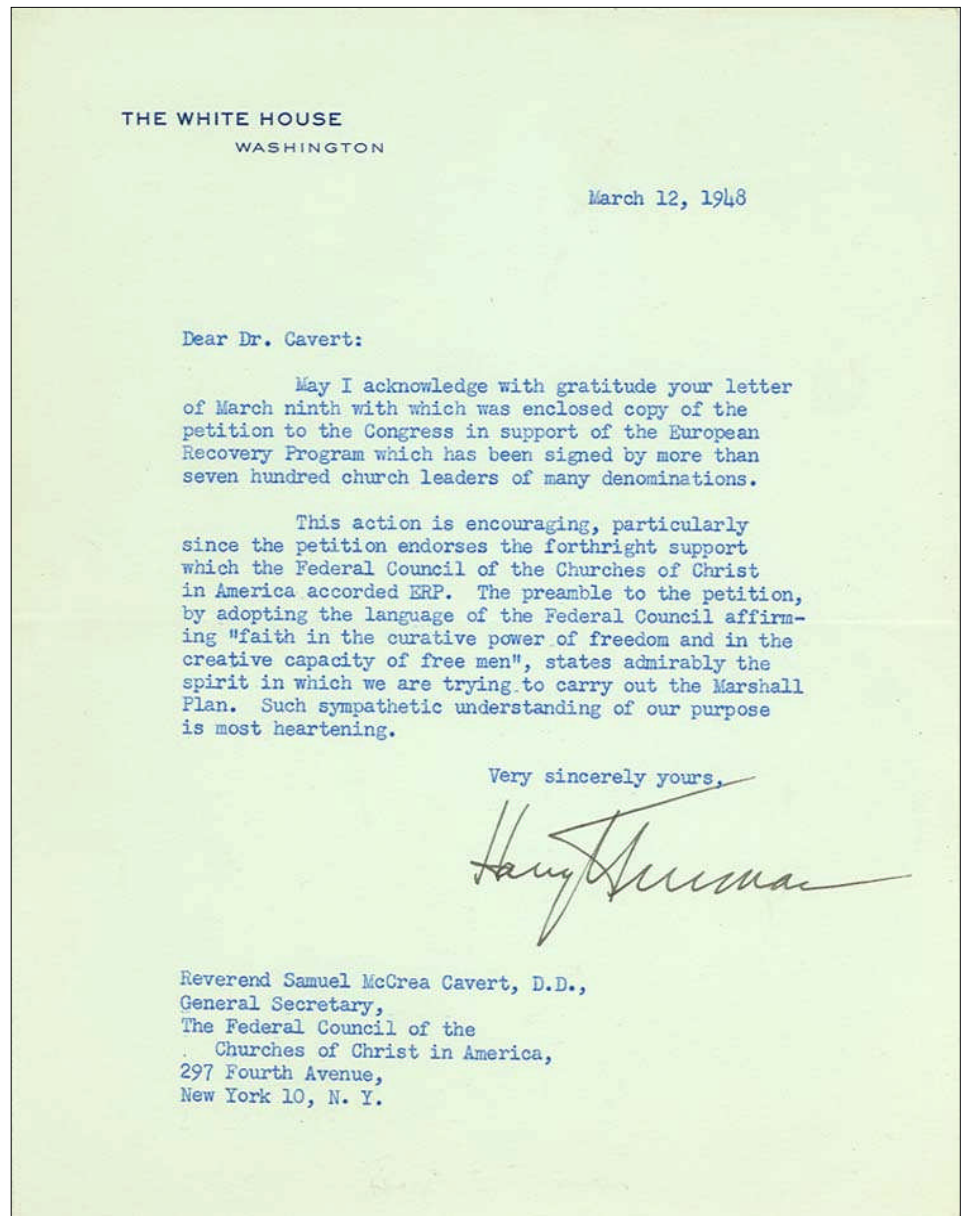 THE WHITE HOUSE
WASHINGTON
March 12, 1948
Dear Dr. Cavert:
May I acknowledge with gratitude your letter
of March ninth with which was enclosed copy of the
petition to the Congress in support of the European
Recovery Program which has been signed by more than
seven hundred church leaders of many denominations.
This action is encouraging, particularly
since the petition endorses the forthright support
which the Federal Council of the Churches of Christ
in America accorded ERP. The preamble to the petition,
by adopting the language of the Federal Council affirm-
ing "faith in the curative power of freedom and in the
creative capacity of free men", states admirably the
spirit in which we are trying to carry out the Marshall
Plan. Such sympathetic understanding of our purpose
is most heartening.
Very sincerely yours,
Harry Truman
Reverend Samuel McCrea Cavert, D.D.,
General Secretary,
The Federal Council of the
Churches of Christ in America,
297 Fourth Avenue,
New York 10, N. Y.